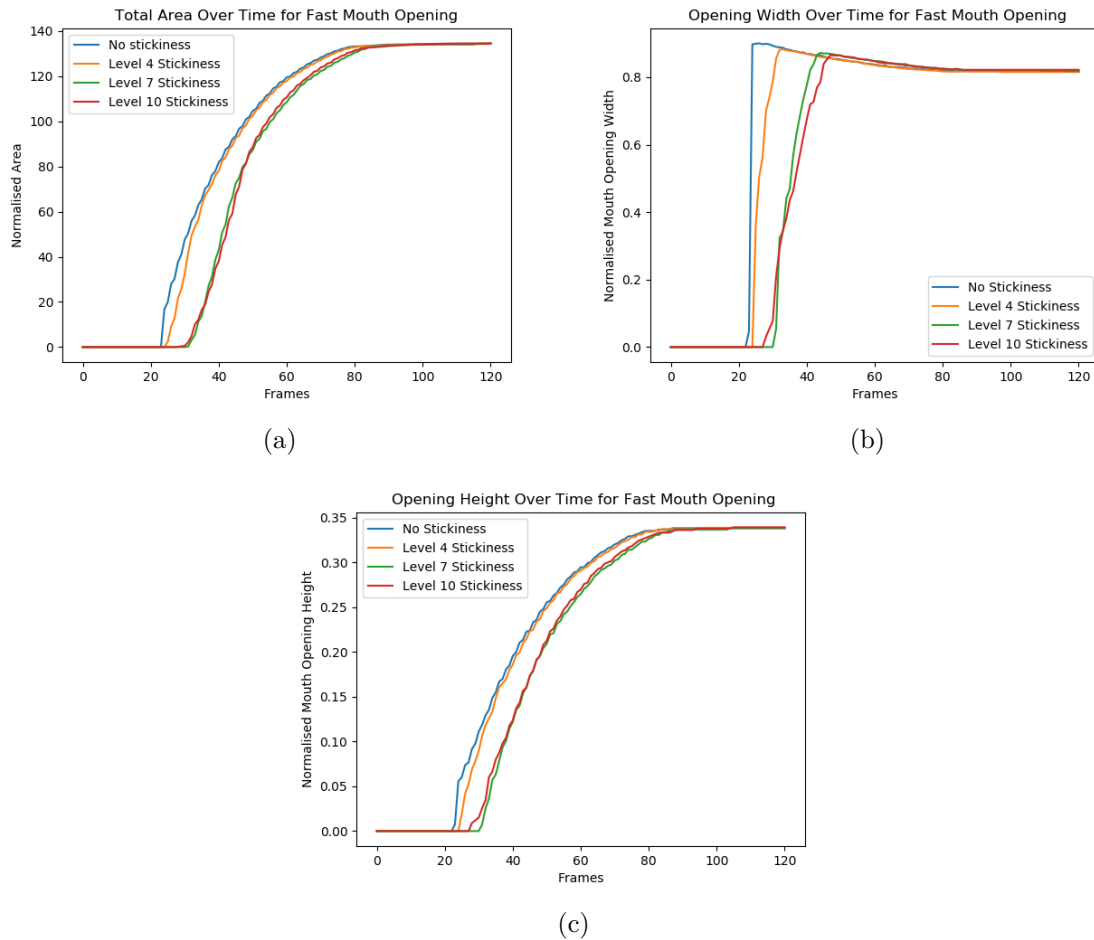 Total Area Over Time for Fast Mouth Opening
No stickiness
Level 4 Stickiness
Level 7 Stickiness
Level 10 Stickiness
Normalised Area
140
120
100
80
60
40
20
0
0 20 40 60 80 100 120
Frames
(a)
Opening Width Over Time for Fast Mouth Opening
Normalised Mouth Opening Width
0.8
0.6
0.4
0.2
0.0
No Stickiness
Level 4 Stickiness
Level 7 Stickiness
Level 10 Stickiness
0 20 40 60 80 100 120
Frames
(b)
Opening Height Over Time for Fast Mouth Opening
No Stickiness
Level 4 Stickiness
Level 7 Stickiness
Level 10 Stickiness
Normalised Mouth Opening Height
0.35
0.30
0.25
0.20
0.15
0.10
0.05
0.00
0 20 40 60 80 100 120
Frames
(c)